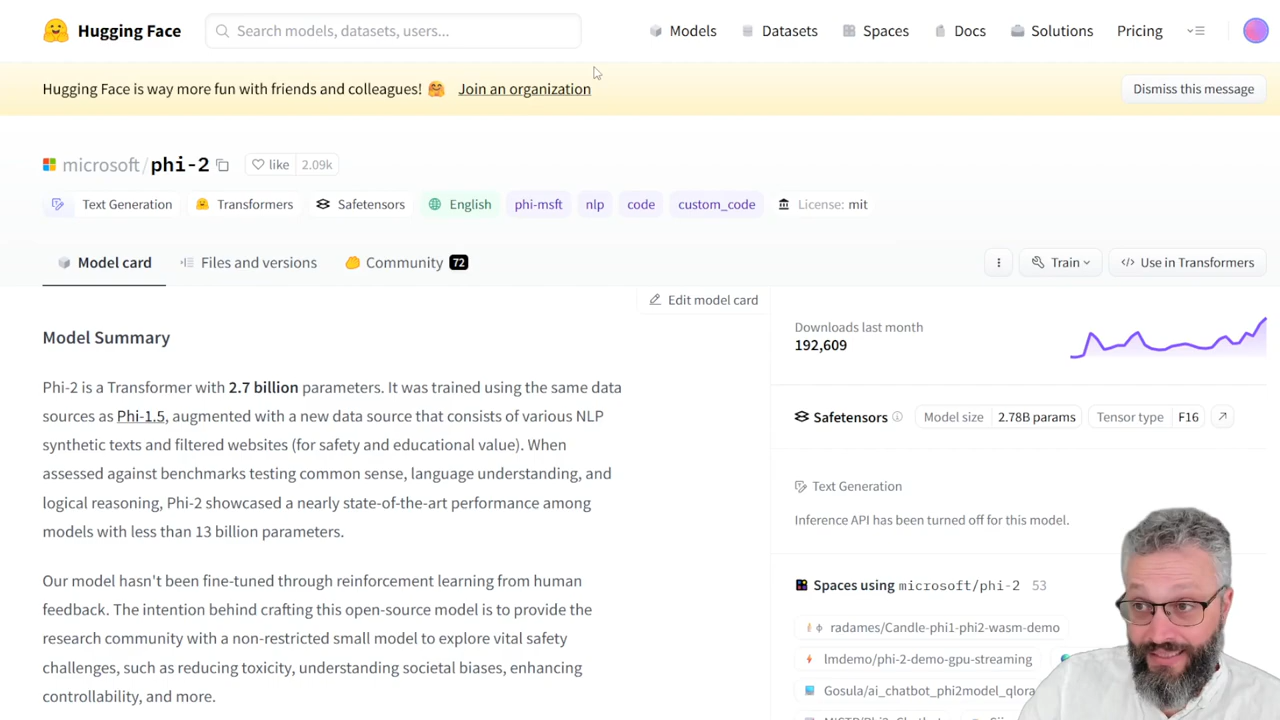 Hugging Face
Search models, datasets, users...
Models
Datasets
Spaces
Docs
Solutions
Pricing
Hugging Face is way more fun with friends and colleagues! 🤗 Join an organization
Dismiss this message
microsoft/phi-2
like 2.09k
Text Generation
Transformers
Safetensors
English
phi-msft
nlp
code
custom_code
License: mit
Model card
Files and versions
Community 72
Train
</> Use in Transformers
Edit model card
Model Summary
Phi-2 is a Transformer with 2.7 billion parameters. It was trained using the same data
sources as Phi-1.5, augmented with a new data source that consists of various NLP
synthetic texts and filtered websites (for safety and educational value). When
assessed against benchmarks testing common sense, language understanding, and
logical reasoning, Phi-2 showcased a nearly state-of-the-art performance among
models with less than 13 billion parameters.
Our model hasn't been fine-tuned through reinforcement learning from human
feedback. The intention behind crafting this open-source model is to provide the
research community with a non-restricted small model to explore vital safety
challenges, such as reducing toxicity, understanding societal biases, enhancing
controllability, and more.
Downloads last month
192,609
Safetensors
Model size 2.78B params
Tensor type F16
Text Generation
Inference API has been turned off for this model.
Spaces using microsoft/phi-2 53
radames/Candle-phi1-phi2-wasm-demo
lmdemo/phi-2-demo-gpu-streaming
Gosula/ai_chatbot_phi2model_qlora